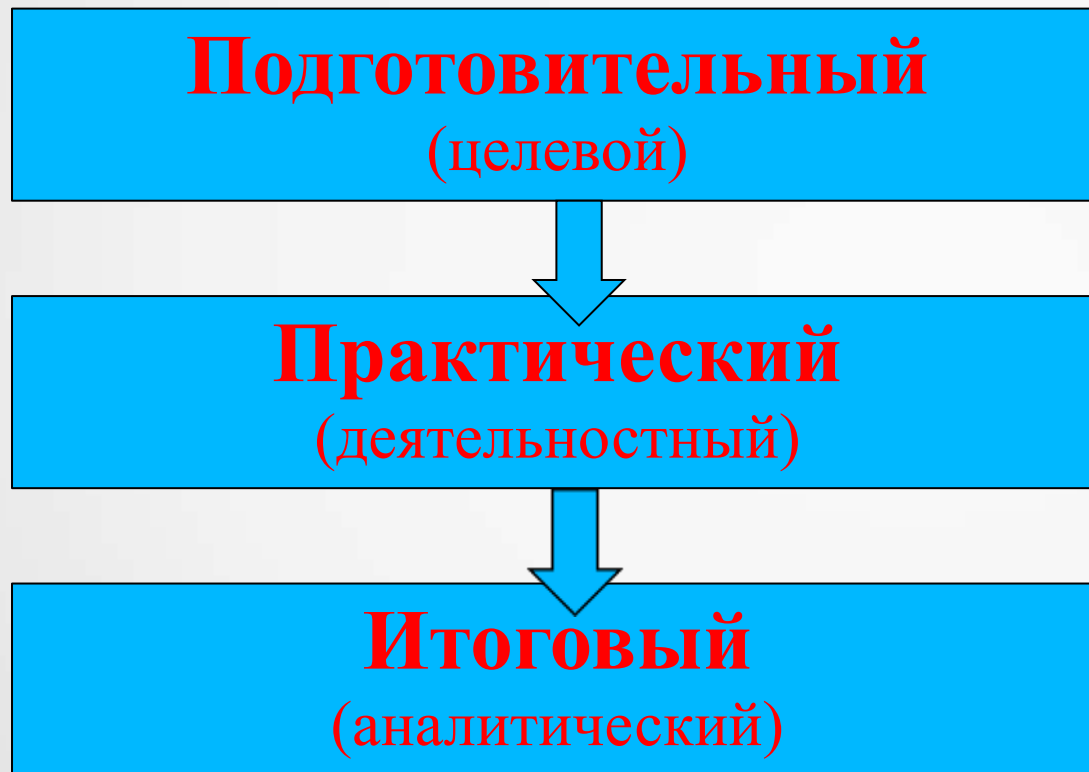 Подготовительный
(целевой)
Практический
(деятельностный)
Итоговый
(аналитический)